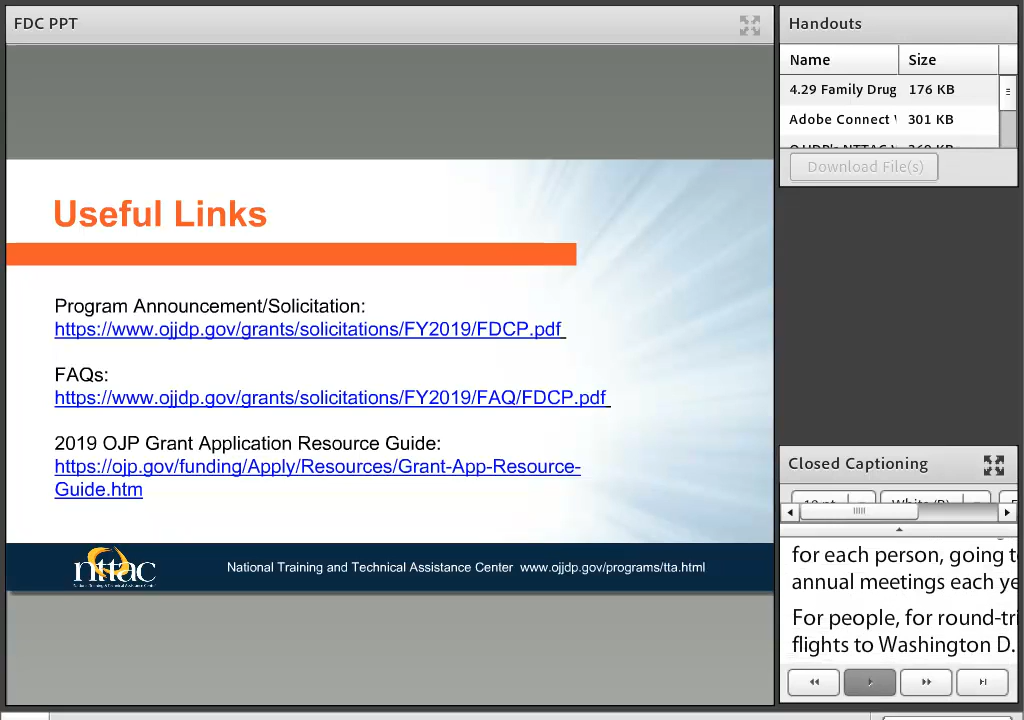 FDC PPT
Useful Links
Program Announcement/Solicitation:
https://www.ojjdp.gov/grants/solicitations/FY2019/FDCP.pdf
FAQs:
https://www.ojjdp.gov/grants/solicitations/FY2019/FAQ/FDCP.pdf
2019 OJP Grant Application Resource Guide:
https://ojp.gov/funding/Apply/Resources/Grant-App-Resource-
Guide.htm
nttac
National Training and Technical Assistance Center www.ojjdp.gov/programs/tta.html
Handouts
Name Size
4.29 Family Drug 176 KB
Adobe Connect 301 KB
Download File(s)
Closed Captioning
for each person, going to
annual meetings each ye
For people, for round-tri
flights to Washington D.